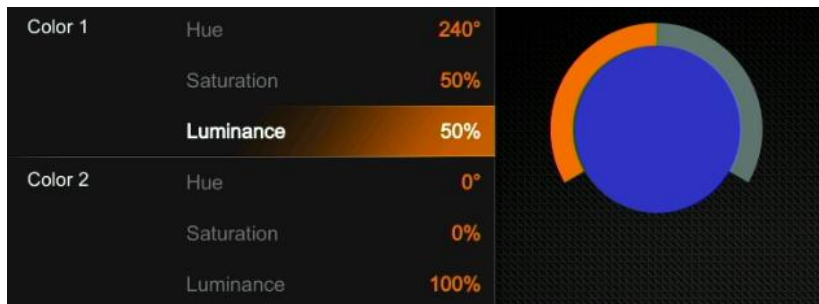 Color 1 Hue 240°
Saturation 50%
Luminance 50%
Color 2 Hue 0°
Saturation 0%
Luminance 100%